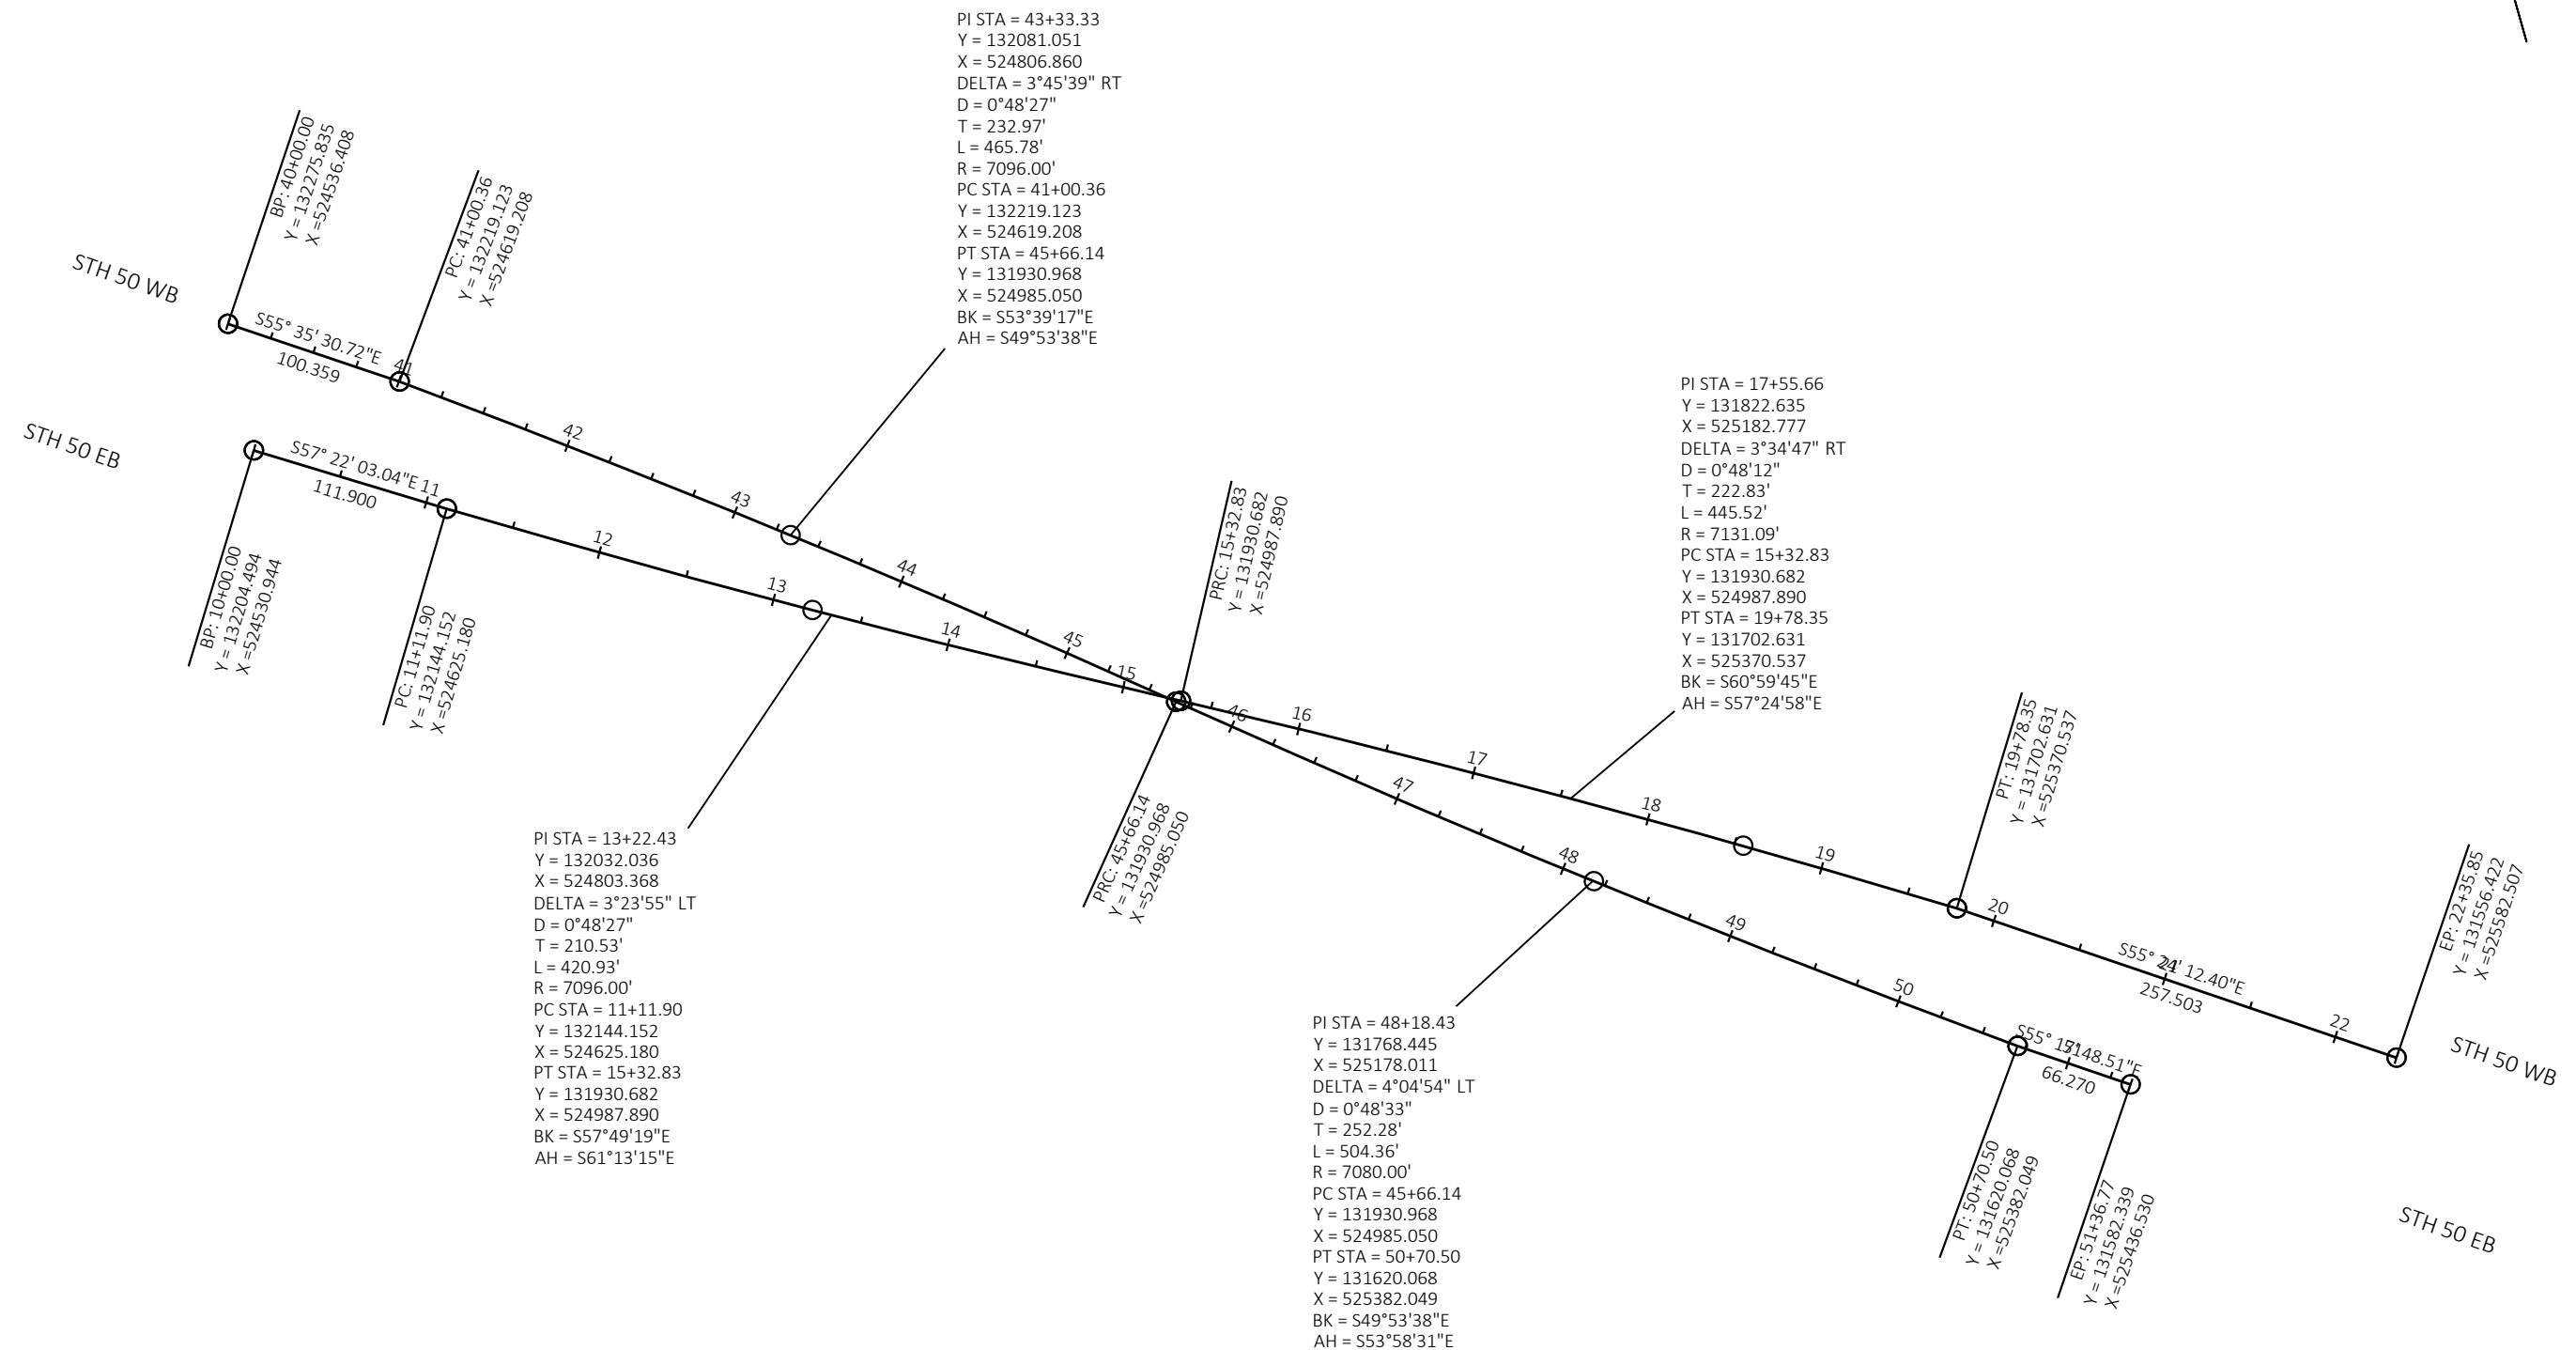 PI STA = 43+33.33
Y = 132081.051
X = 524806.860
DELTA = 3°45'39" RT
D = 0°48'27"
T = 232.97'
L = 465.78'
R = 7096.00'
PC STA = 41+00.36
Y = 132219.123
X = 524619.208
PT STA = 45+66.14
Y = 131930.968
X = 524985.050
BK = S53°39'17"E
AH = S49°53'38"E
BP: 40+00.00
Y = 132275.835
X =524536.408
PC: 41+00.36
Y = 132219.123
X =524619.208
STH 50 WB
S55° 35' 30.72"E
100.359
41
42
43
44
45
46
47
48
49
50
51
STH 50 EB
S57° 22' 03.04"E
111.900
11
12
13
14
15
16
17
18
19
20
21
22
BP: 10+00.00
Y = 132204.494
X =524530.944
PC: 11+11.90
Y = 132144.152
X =524625.180
PRC: 15+32.83
Y = 131930.682
X =524987.890
PI STA = 17+55.66
Y = 131822.635
X = 525182.777
DELTA = 3°34'47" RT
D = 0°48'12"
T = 222.83'
L = 445.52'
R = 7131.09'
PC STA = 15+32.83
Y = 131930.682
X = 524987.890
PT STA = 19+78.35
Y = 131702.631
X = 525370.537
BK = S60°59'45"E
AH = S57°24'58"E
PT: 19+78.35
Y = 131702.631
X =525370.537
PRC: 45+66.14
Y = 131930.968
X =524985.050
PI STA = 13+22.43
Y = 132032.036
X = 524803.368
DELTA = 3°23'55" LT
D = 0°48'27"
T = 210.53'
L = 420.93'
R = 7096.00'
PC STA = 11+11.90
Y = 132144.152
X = 524625.180
PT STA = 15+32.83
Y = 131930.682
X = 524987.890
BK = S57°49'19"E
AH = S61°13'15"E
EP: 22+35.85
Y = 131556.422
X =525582.507
S55° 24' 12.40"E
257.503
STH 50 WB
S55° 17' 48.51"E
66.270
PI STA = 48+18.43
Y = 131768.445
X = 525178.011
DELTA = 4°04'54" LT
D = 0°48'33"
T = 252.28'
L = 504.36'
R = 7080.00'
PC STA = 45+66.14
Y = 131930.968
X = 524985.050
PT STA = 50+70.50
Y = 131620.068
X = 525382.049
BK = S49°53'38"E
AH = S53°58'31"E
PT: 50+70.50
Y = 131620.068
X =525382.049
EP: 51+36.77
Y = 131582.339
X =525436.530
STH 50 EB